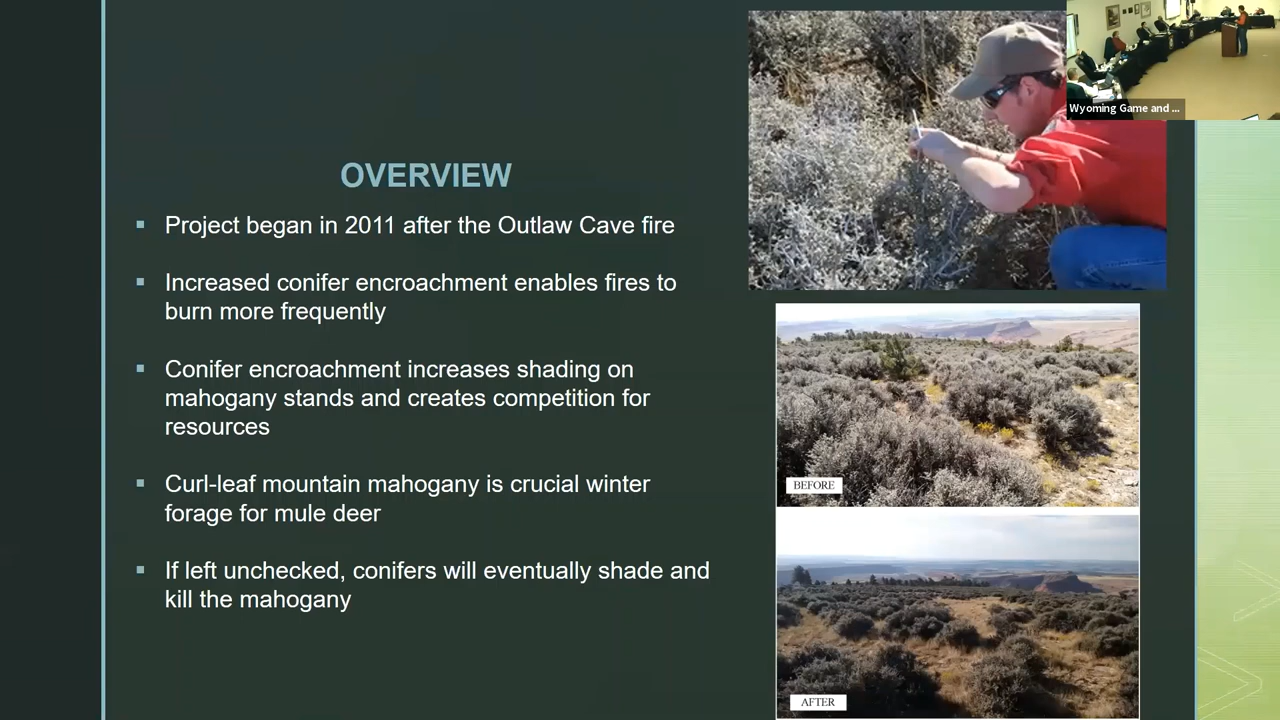 Wyoming Game and ...
OVERVIEW
Project began in 2011 after the Outlaw Cave fire
Increased conifer encroachment enables fires to
burn more frequently
Conifer encroachment increases shading on
mahogany stands and creates competition for
resources
Curl-leaf mountain mahogany is crucial winter
forage for mule deer
If left unchecked, conifers will eventually shade and
kill the mahogany
BEFORE
AFTER